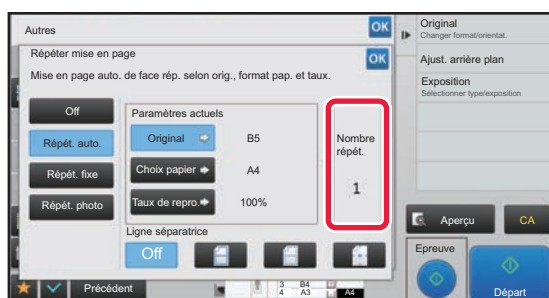 Autres
OK
Répéter mise en page
OK
Mise en page auto. de face rép. selon orig., format pap. et taux.
Off
Répét. auto.
Répét. fixe
Répét. photo
Paramètres actuels
Original
B5
Choix papier
A4
Taux de repro.
100%
Nombre répét.
1
Ligne séparatrice
Off
Précédent
3 B4
4 A3
A4
Original
Changer format/orientat.
Ajust. arrière plan
Exposition
Sélectionner type/exposition
Aperçu
CA
Epreuve
Départ